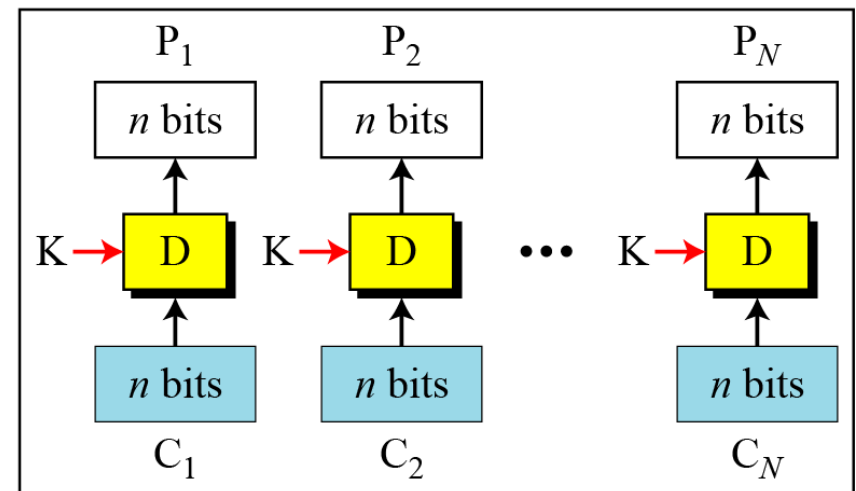 P1 P2 PN
n bits n bits n bits
K D K D ••• K D
n bits n bits n bits
C1 C2 CN